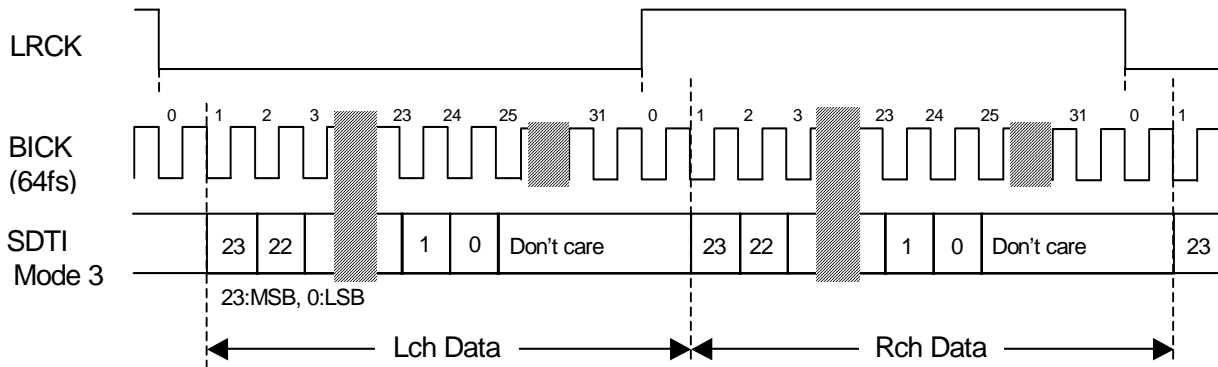 LRCK
0 1 2 3 23 24 25 31 0 1 2 3 23 24 25 31 0 1
BICK
(64fs)
SDTI
Mode 3
23 22 1 0 Don't care 23 22 1 0 Don't care 23
23:MSB, 0:LSB
Lch Data Rch Data